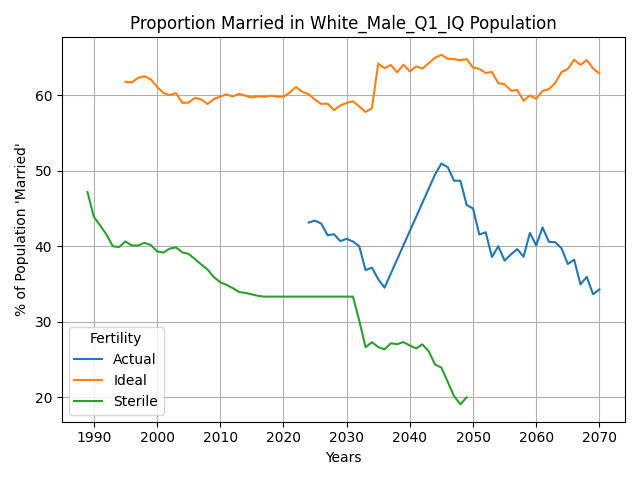 Proportion Married in White_Male_Q1_IQ Population
% of Population 'Married'
60
50
40
30
20
Fertility
Actual
Ideal
Sterile
1990 2000 2010 2020 2030 2040 2050 2060 2070
Years